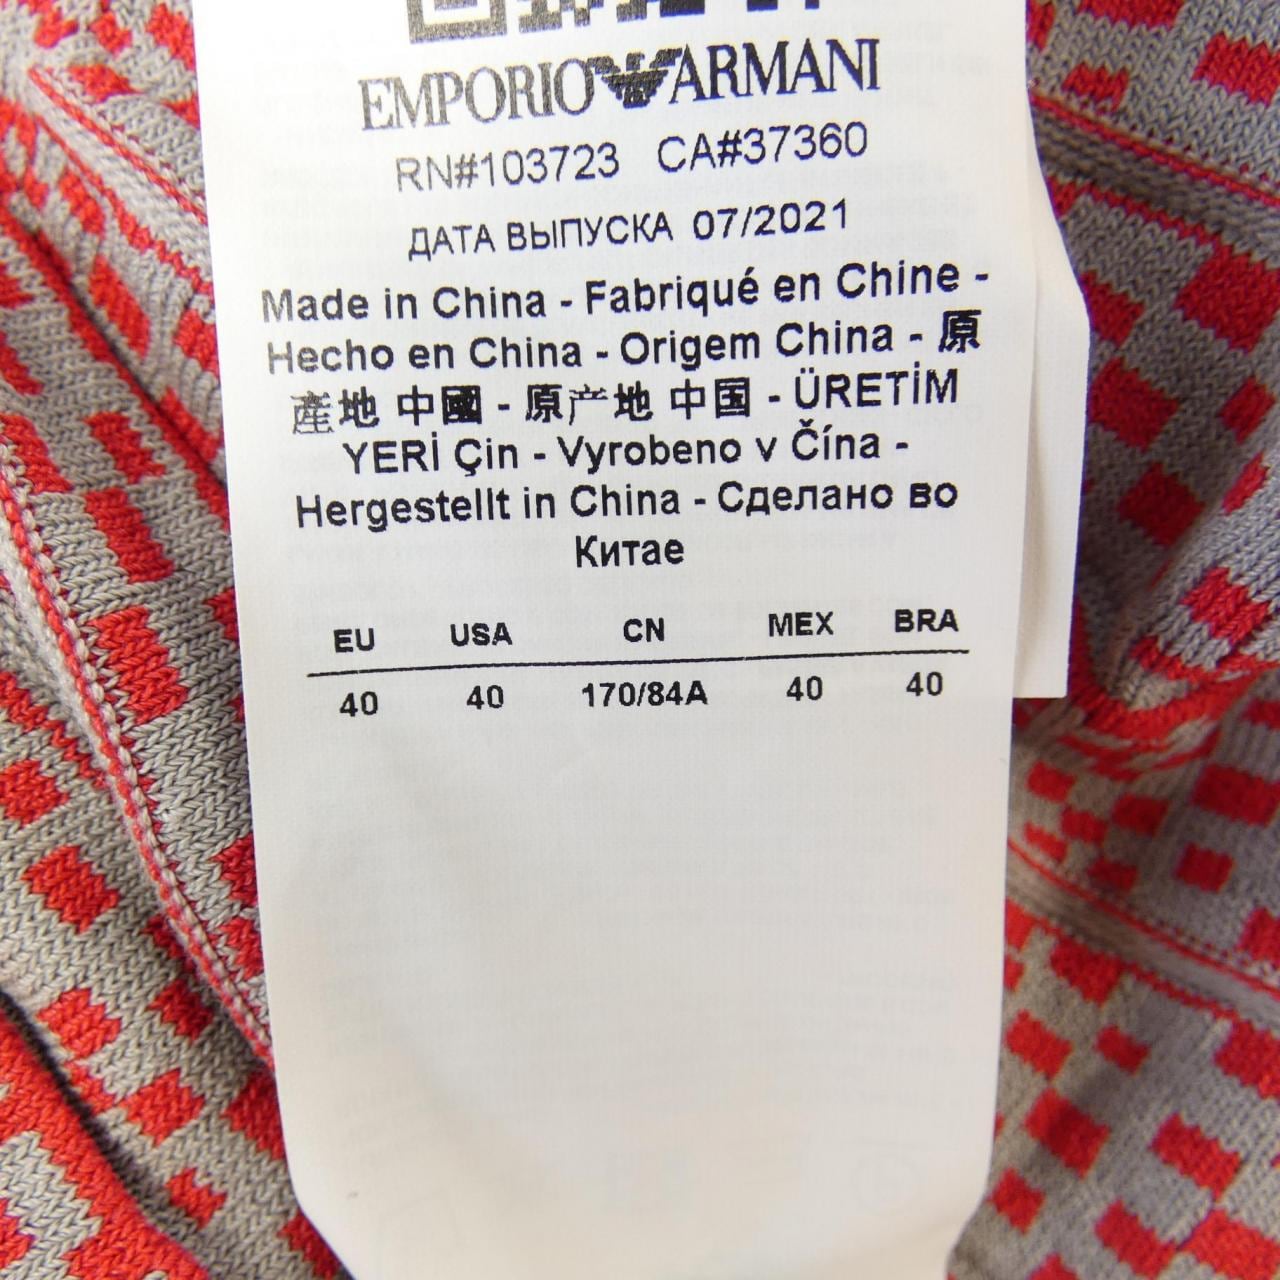 EMPORIO ARMANI
RN#103723 CA#37360
ДАТА ВЫПУСКА 07/2021
Made in China - Fabriqué en Chine -
Hecho en China - Origem China - 原
產地 中國 - 原产地 中国 - ÜRETİM
YERİ Çin - Vyrobeno v Čína -
Hergestellt in China - Сделано во
Китае
EU USA CN MEX BRA
40 40 170/84A 40 40